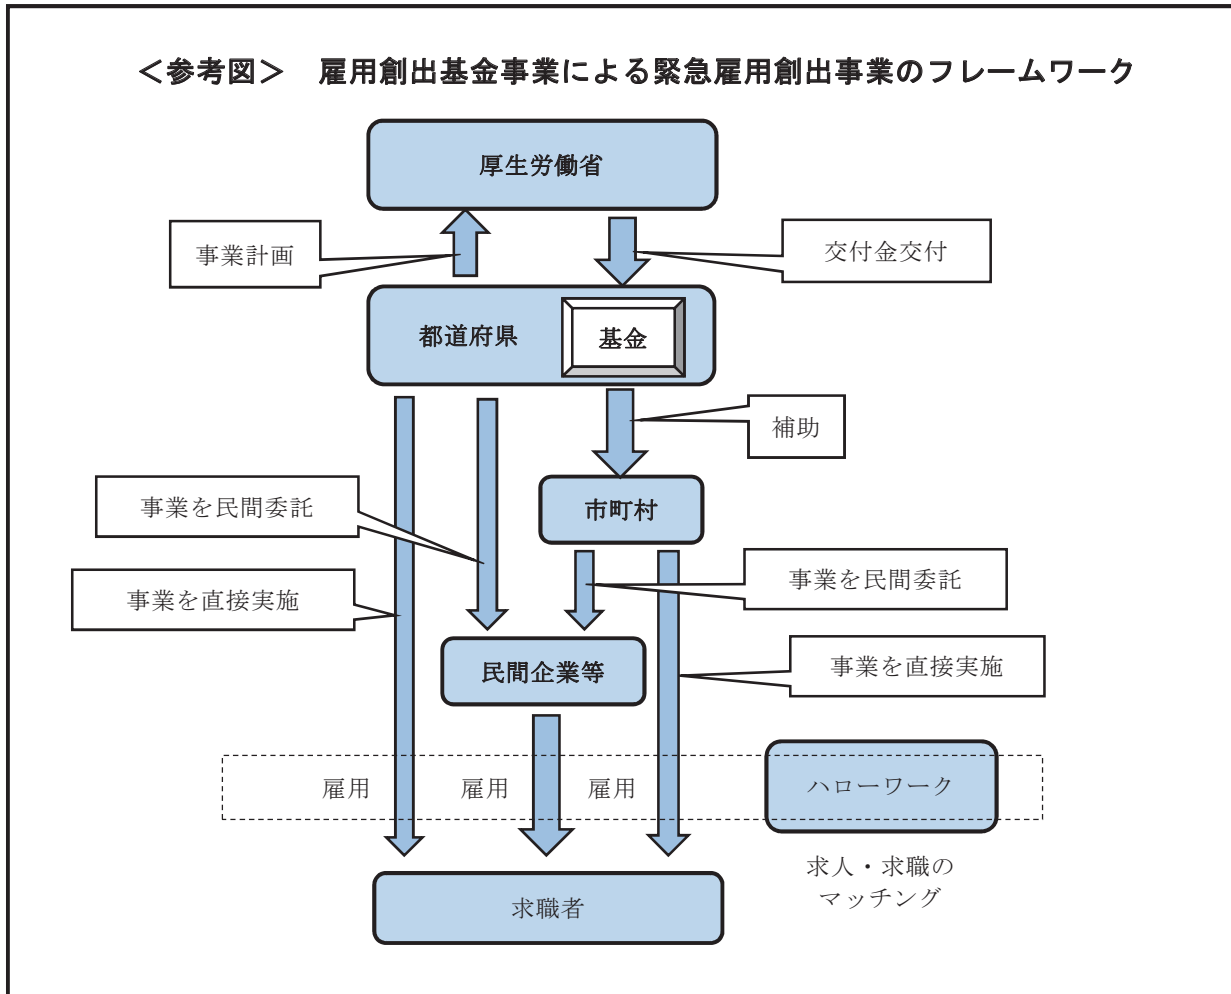 ＜参考図＞　雇用創出基金事業による緊急雇用創出事業のフレームワーク
厚生労働省
事業計画
交付金交付
都道府県
基金
補助
事業を民間委託
市町村
事業を直接実施
事業を民間委託
民間企業等
事業を直接実施
雇用
雇用
雇用
ハローワーク
求人・求職の
マッチング
求職者